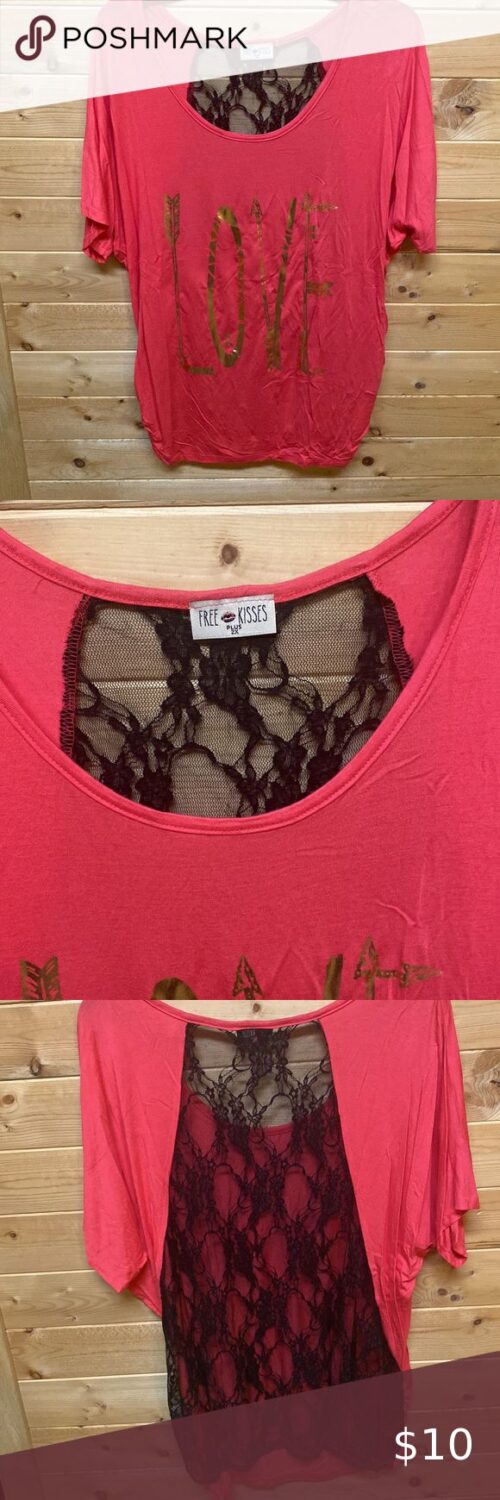 POSHMARK
LOVE
FREE KISSES
PLUS
2X
$10